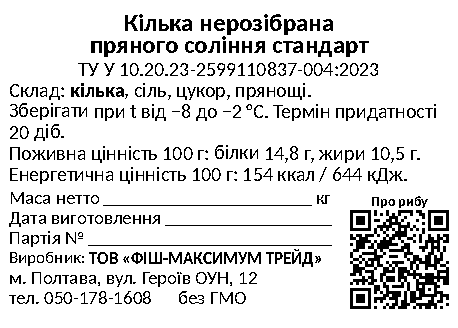 Кілька нерозібрана
пряного соління стандарт
ТУ У 10.20.23-2599110837-004:2023
Склад: кілька, сіль, цукор, прянощі.
Зберігати при t від −8 до −2 °С. Термін придатності
20 діб.
Поживна цінність 100 г: білки 14,8 г, жири 10,5 г.
Енергетична цінність 100 г: 154 ккал / 644 кДж.
Маса нетто ________________________ кг
Про рибу
Дата виготовлення ___________________
Партія № ____________________________
Виробник: ТОВ «ФІШ-МАКСИМУМ ТРЕЙД»
м. Полтава, вул. Героїв ОУН, 12
тел. 050-178-1608 без ГМО